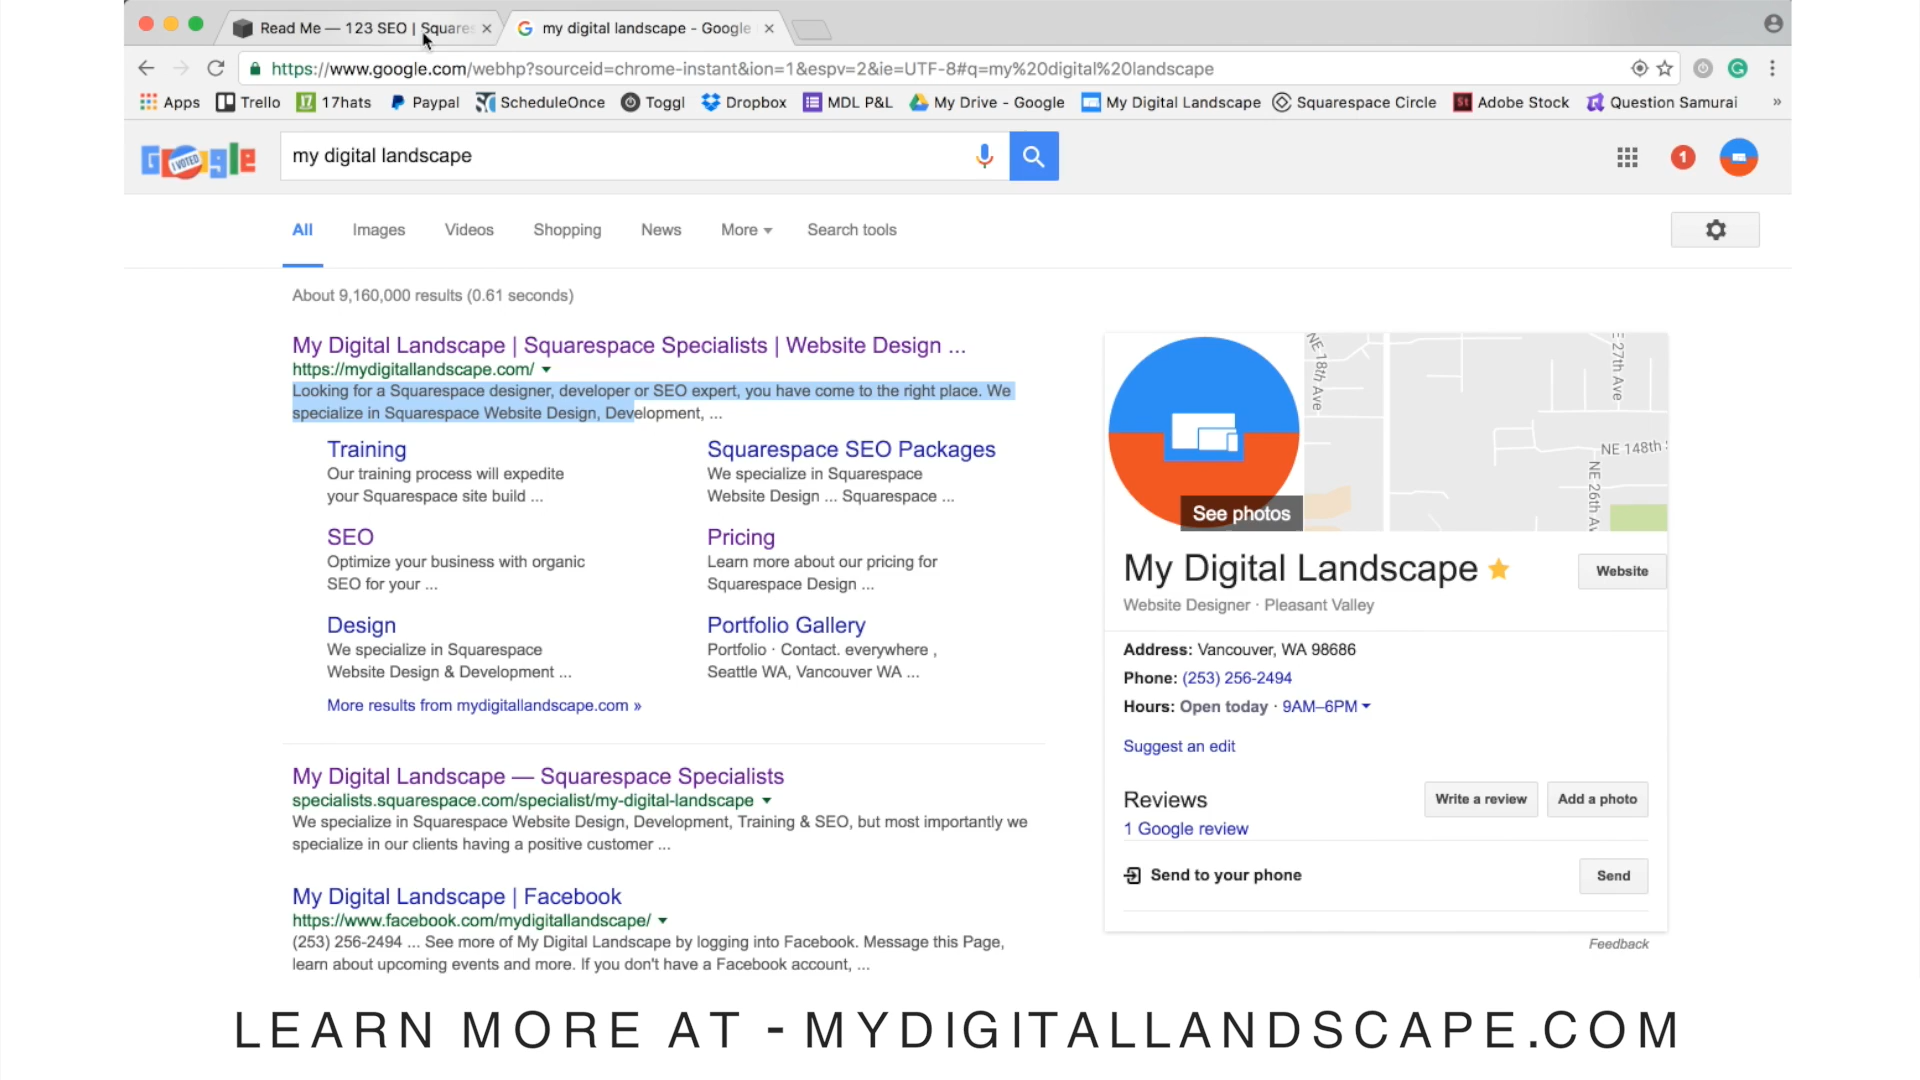 Read Me — 123 SEO | Squares
my digital landscape - Google
https://www.google.com/webhp?sourceid=chrome-instant&ion=1&espv=2&ie=UTF-8#q=my%20digital%20landscape
Apps Trello 17hats Paypal ScheduleOnce Toggl Dropbox MDL P&L My Drive - Google My Digital Landscape Squarespace Circle Adobe Stock Question Samurai »
Google I VOTED
my digital landscape
1
All Images Videos Shopping News More Search tools
About 9,160,000 results (0.61 seconds)
My Digital Landscape | Squarespace Specialists | Website Design ...
https://mydigitallandscape.com/
Looking for a Squarespace designer, developer or SEO expert, you have come to the right place. We
specialize in Squarespace Website Design, Development, ...
Training
Our training process will expedite
your Squarespace site build ...
Squarespace SEO Packages
We specialize in Squarespace
Website Design ... Squarespace ...
SEO
Optimize your business with organic
SEO for your ...
Pricing
Learn more about our pricing for
Squarespace Design ...
Design
We specialize in Squarespace
Website Design & Development ...
Portfolio Gallery
Portfolio · Contact. everywhere ,
Seattle WA, Vancouver WA ...
More results from mydigitallandscape.com »
My Digital Landscape — Squarespace Specialists
specialists.squarespace.com/specialist/my-digital-landscape
We specialize in Squarespace Website Design, Development, Training & SEO, but most importantly we
specialize in our clients having a positive customer ...
My Digital Landscape | Facebook
https://www.facebook.com/mydigitallandscape/
(253) 256-2494 ... See more of My Digital Landscape by logging into Facebook. Message this Page,
learn about upcoming events and more. If you don't have a Facebook account, ...
NE 18th Ave
E 27th Ave
NE 148th
NE 26th Av
See photos
My Digital Landscape
Website
Website Designer · Pleasant Valley
Address: Vancouver, WA 98686
Phone: (253) 256-2494
Hours: Open today · 9AM–6PM
Suggest an edit
Reviews
Write a review
Add a photo
1 Google review
Send to your phone
Send
Feedback
LEARN MORE AT - MYDIGITALLANDSCAPE.COM